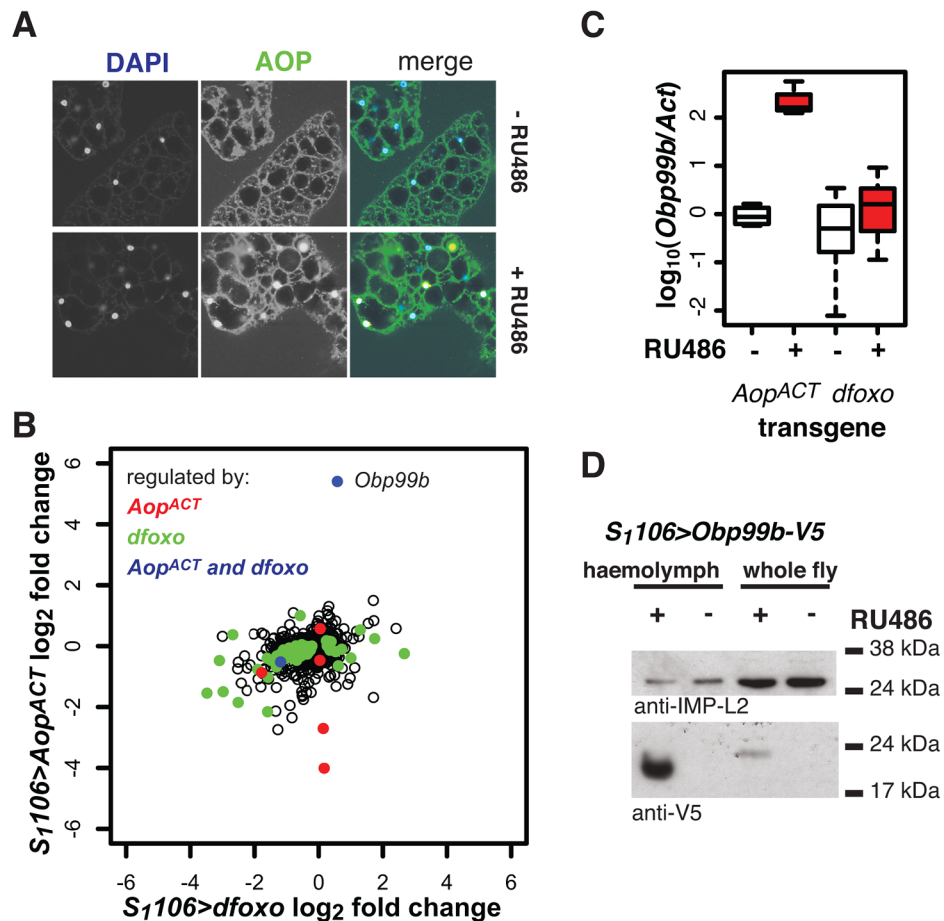 A
DAPI AOP merge
- RU486
+ RU486
B
S1106>AopACT log2 fold change
6
4
2
0
-2
-4
-6
regulated by:
AopACT
dfoxo
AopACT and dfoxo
Obp99b
-6 -4 -2 0 2 4 6
S1106>dfoxo log2 fold change
C
log10(Obp99b/Act)
2
1
0
-1
-2
RU486 - + - +
AopACT dfoxo
transgene
D
S1106>Obp99b-V5
haemolymph whole fly
+ - + - RU486
38 kDa
24 kDa
anti-IMP-L2
24 kDa
17 kDa
anti-V5